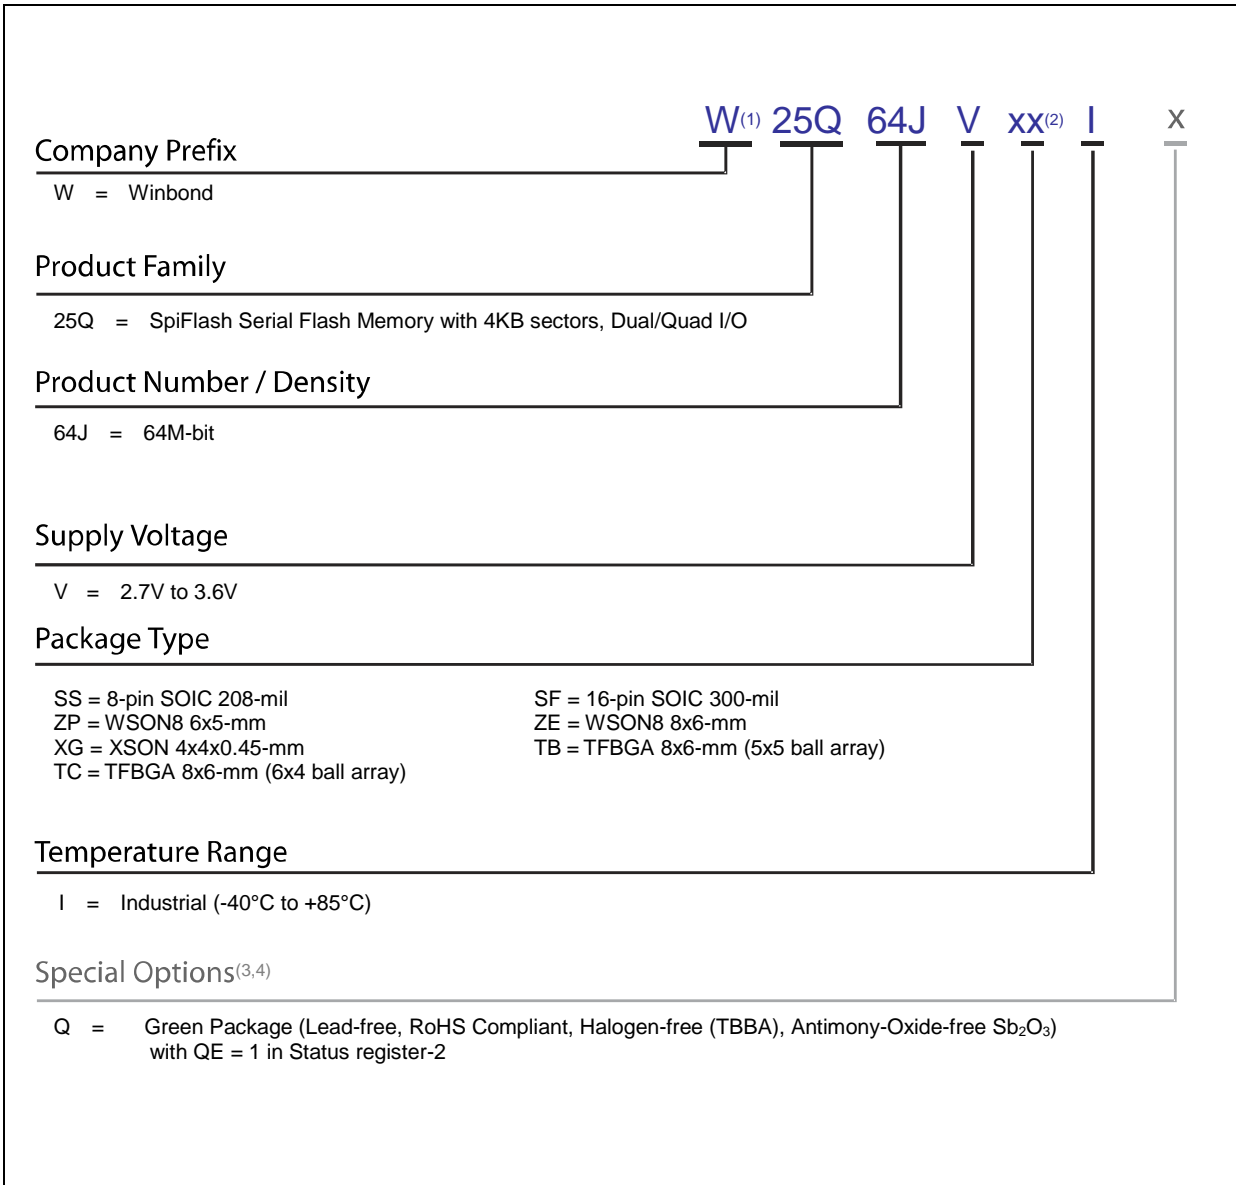 W(1) 25Q 64J V xx(2) I x
Company Prefix
W = Winbond
Product Family
25Q = SpiFlash Serial Flash Memory with 4KB sectors, Dual/Quad I/O
Product Number / Density
64J = 64M-bit
Supply Voltage
V = 2.7V to 3.6V
Package Type
SS = 8-pin SOIC 208-mil SF = 16-pin SOIC 300-mil
ZP = WSON8 6x5-mm ZE = WSON8 8x6-mm
XG = XSON 4x4x0.45-mm TB = TFBGA 8x6-mm (5x5 ball array)
TC = TFBGA 8x6-mm (6x4 ball array)
Temperature Range
I = Industrial (-40°C to +85°C)
Special Options(3,4)
Q = Green Package (Lead-free, RoHS Compliant, Halogen-free (TBBA), Antimony-Oxide-free Sb₂O₃)
with QE = 1 in Status register-2